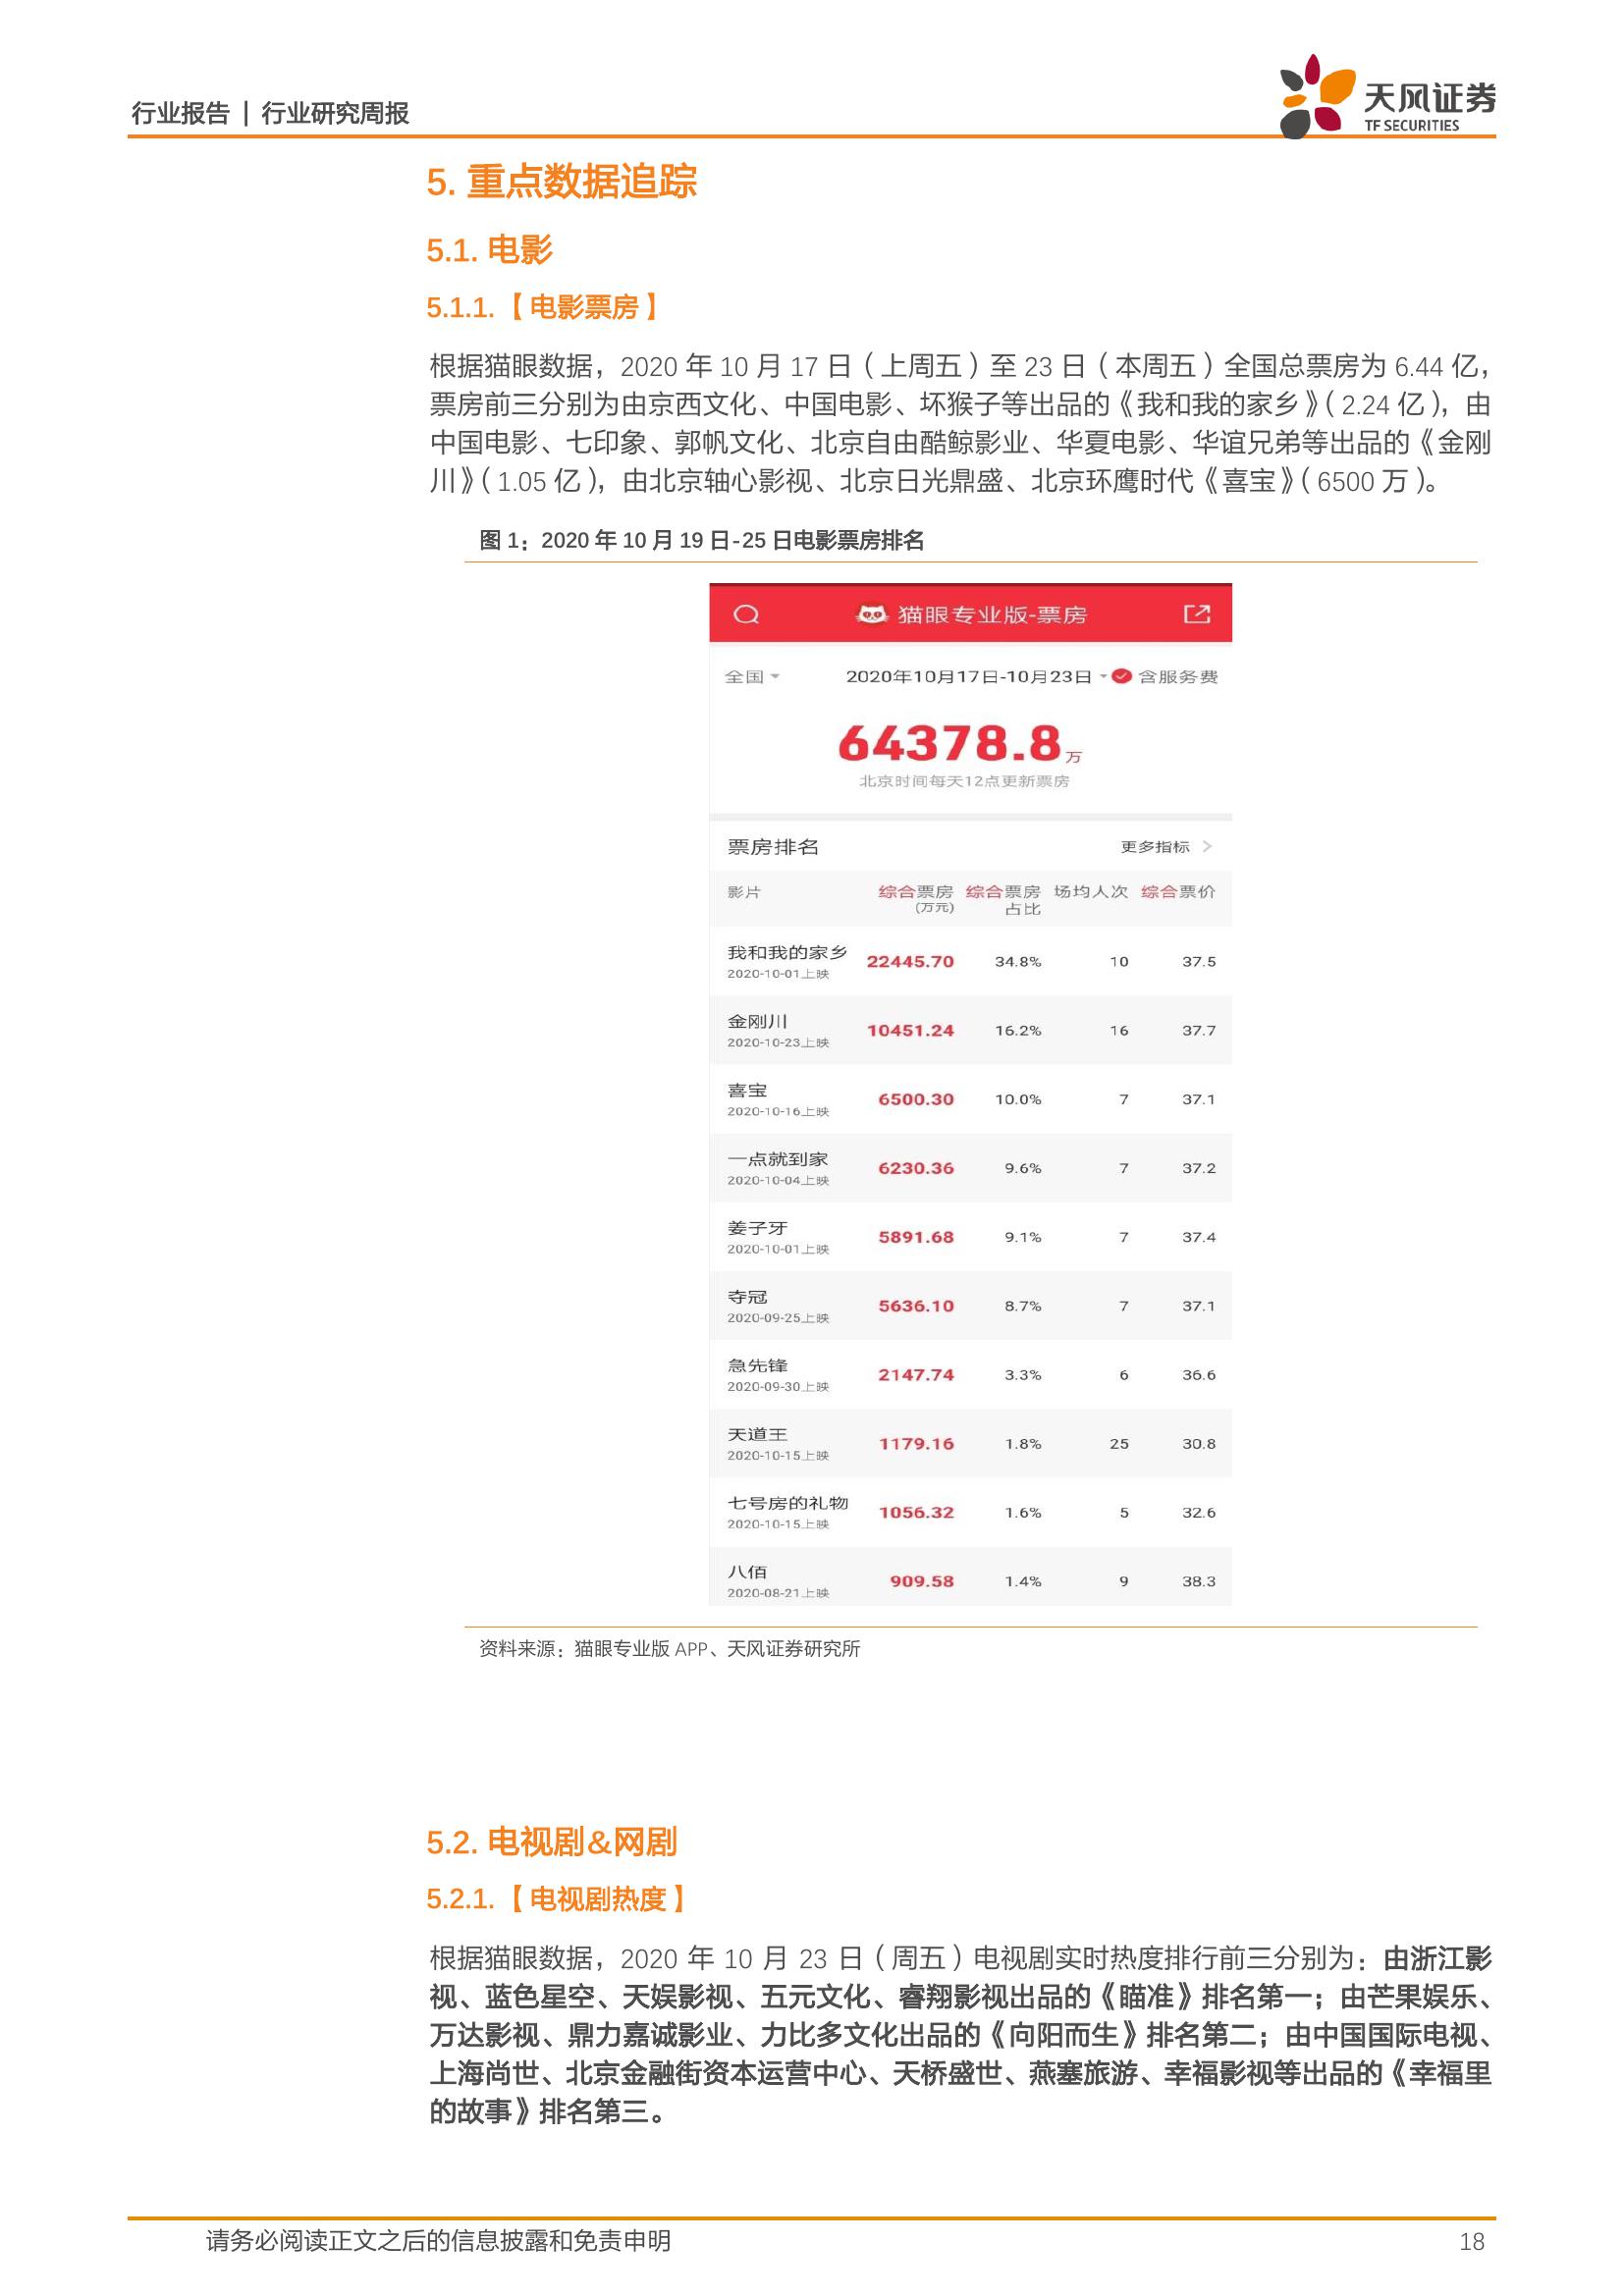 行业报告 | 行业研究周报
天风证券
TF SECURITIES
5. 重点数据追踪
5.1. 电影
5.1.1.【电影票房】
根据猫眼数据，2020 年 10 月 17 日（上周五）至 23 日（本周五）全国总票房为 6.44 亿，
票房前三分别为由京西文化、中国电影、坏猴子等出品的《我和我的家乡》（2.24 亿），由
中国电影、七印象、郭帆文化、北京自由酷鲸影业、华夏电影、华谊兄弟等出品的《金刚
川》（1.05 亿），由北京轴心影视、北京日光鼎盛、北京环鹰时代《喜宝》（6500 万）。
图 1：2020 年 10 月 19 日-25 日电影票房排名
猫眼专业版-票房
全国 2020年10月17日-10月23日 含服务费
64378.8万
北京时间每天12点更新票房
票房排名 更多指标 >
影片 综合票房 综合票房 场均人次 综合票价
(万元) 占比
我和我的家乡 22445.70 34.8% 10 37.5
2020-10-01上映
金刚川 10451.24 16.2% 16 37.7
2020-10-23上映
喜宝 6500.30 10.0% 7 37.1
2020-10-16上映
一点就到家 6230.36 9.6% 7 37.2
2020-10-04上映
姜子牙 5891.68 9.1% 7 37.4
2020-10-01上映
夺冠 5636.10 8.7% 7 37.1
2020-09-25上映
急先锋 2147.74 3.3% 6 36.6
2020-09-30上映
天道王 1179.16 1.8% 25 30.8
2020-10-15上映
七号房的礼物 1056.32 1.6% 5 32.6
2020-10-15上映
八佰 909.58 1.4% 9 38.3
2020-08-21上映
资料来源：猫眼专业版 APP、天风证券研究所
5.2. 电视剧&网剧
5.2.1.【电视剧热度】
根据猫眼数据，2020 年 10 月 23 日（周五）电视剧实时热度排行前三分别为：由浙江影
视、蓝色星空、天娱影视、五元文化、睿翔影视出品的《瞄准》排名第一；由芒果娱乐、
万达影视、鼎力嘉诚影业、力比多文化出品的《向阳而生》排名第二；由中国国际电视、
上海尚世、北京金融街资本运营中心、天桥盛世、燕塞旅游、幸福影视等出品的《幸福里
的故事》排名第三。
请务必阅读正文之后的信息披露和免责申明 18